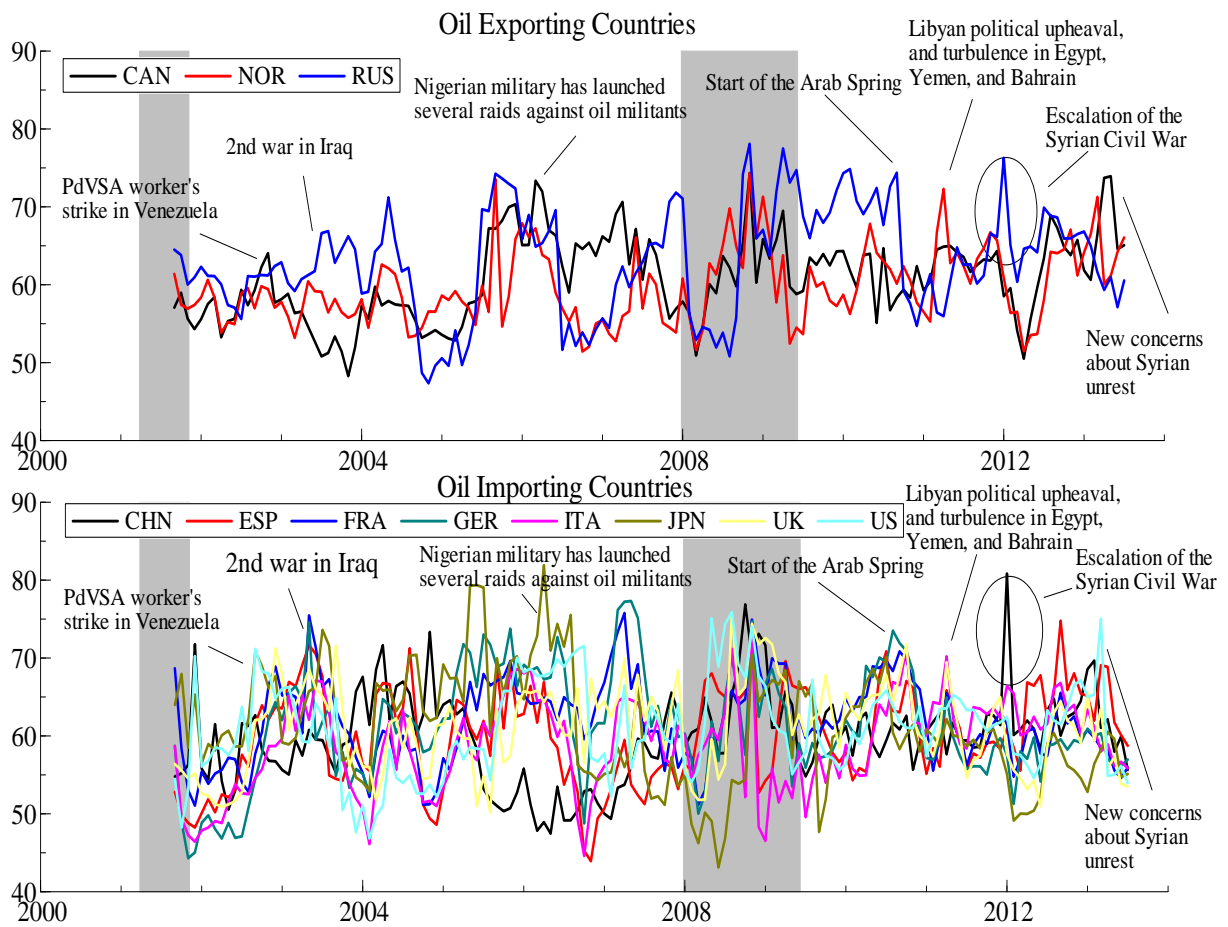 Oil Exporting Countries
90
80
70
60
50
40
CAN NOR RUS
PdVSA worker's
strike in Venezuela
2nd war in Iraq
Nigerian military has launched
several raids against oil militants
Start of the Arab Spring
Libyan political upheaval,
and turbulence in Egypt,
Yemen, and Bahrain
Escalation of the
Syrian Civil War
New concerns
about Syrian
unrest
2000 2004 2008 2012
Oil Importing Countries
90
80
70
60
50
40
CHN ESP FRA GER ITA JPN UK US
PdVSA worker's
strike in Venezuela
2nd war in Iraq
Nigerian military has launched
several raids against oil militants
Start of the Arab Spring
Libyan political upheaval,
and turbulence in Egypt,
Yemen, and Bahrain
Escalation of the
Syrian Civil War
New concerns
about Syrian
unrest
2000 2004 2008 2012